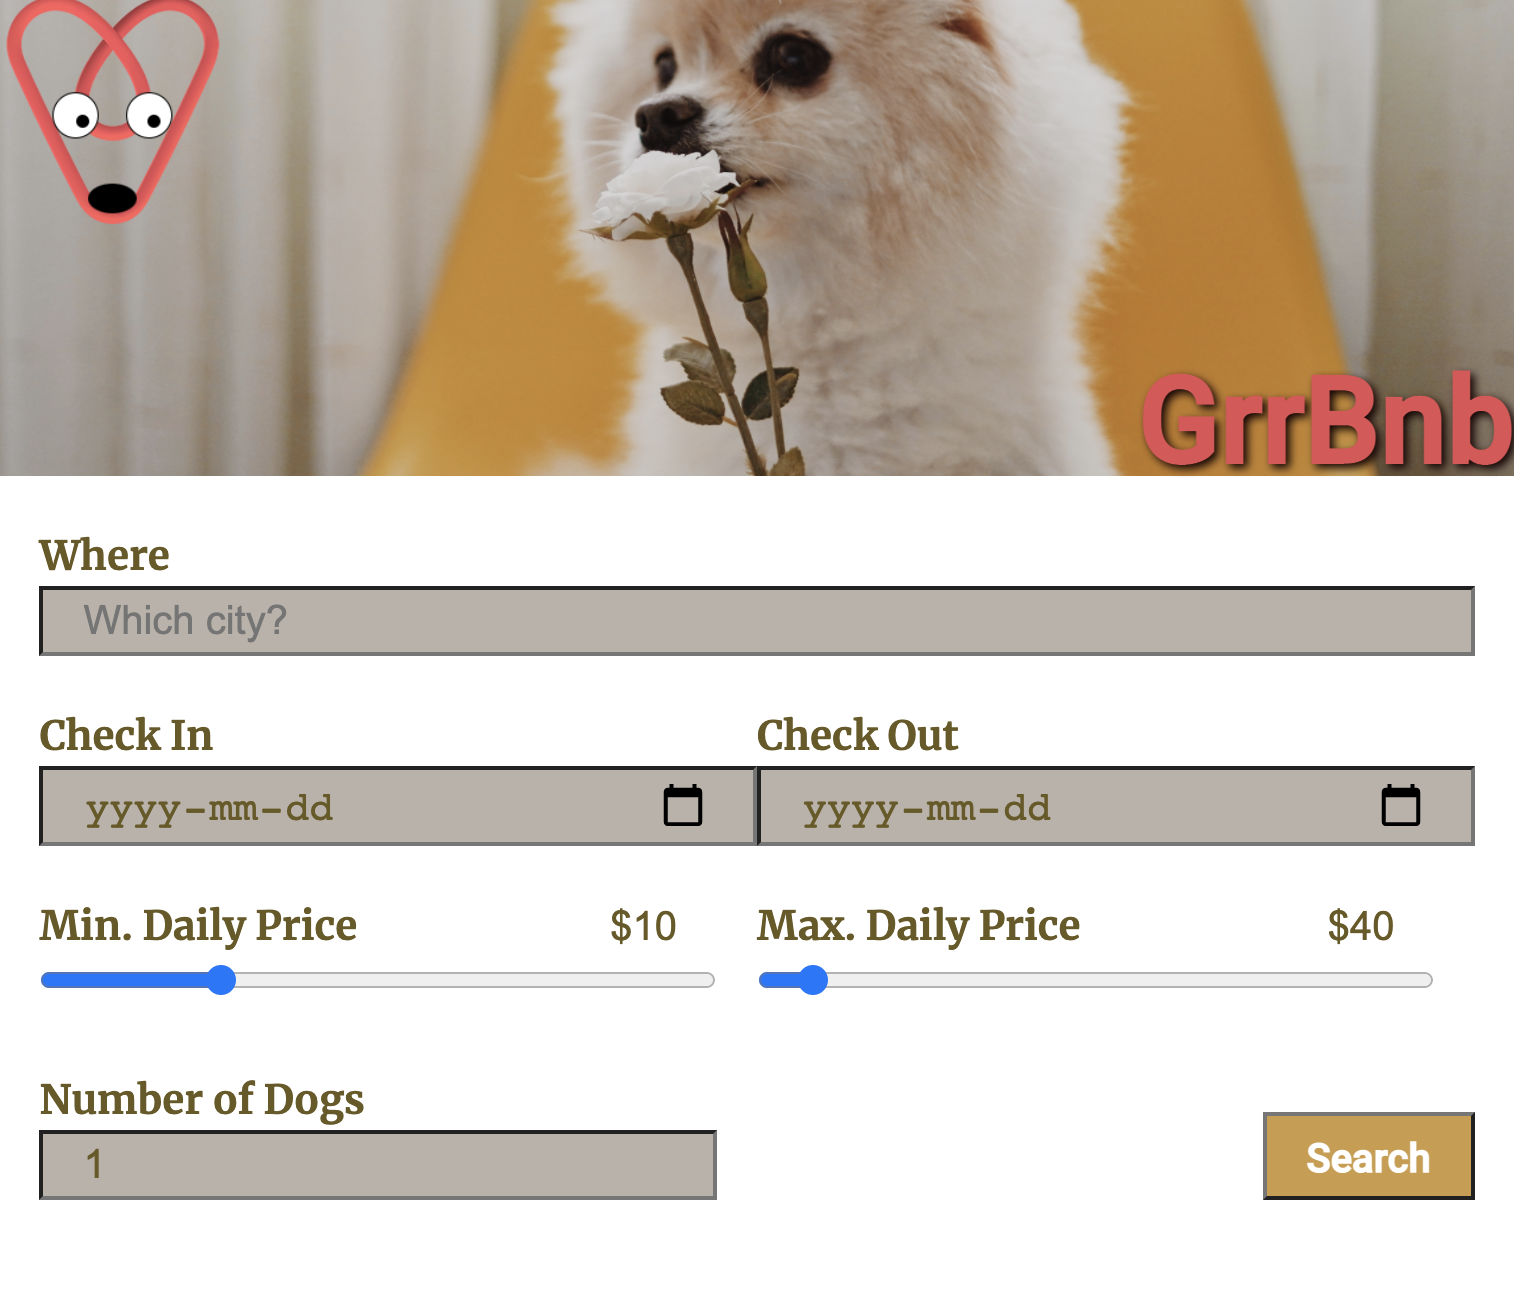 GrrBnb
Where
Which city?
Check In
Check Out
yyyy-mm-dd
yyyy-mm-dd
Min. Daily Price
$10
Max. Daily Price
$40
Number of Dogs
1
Search